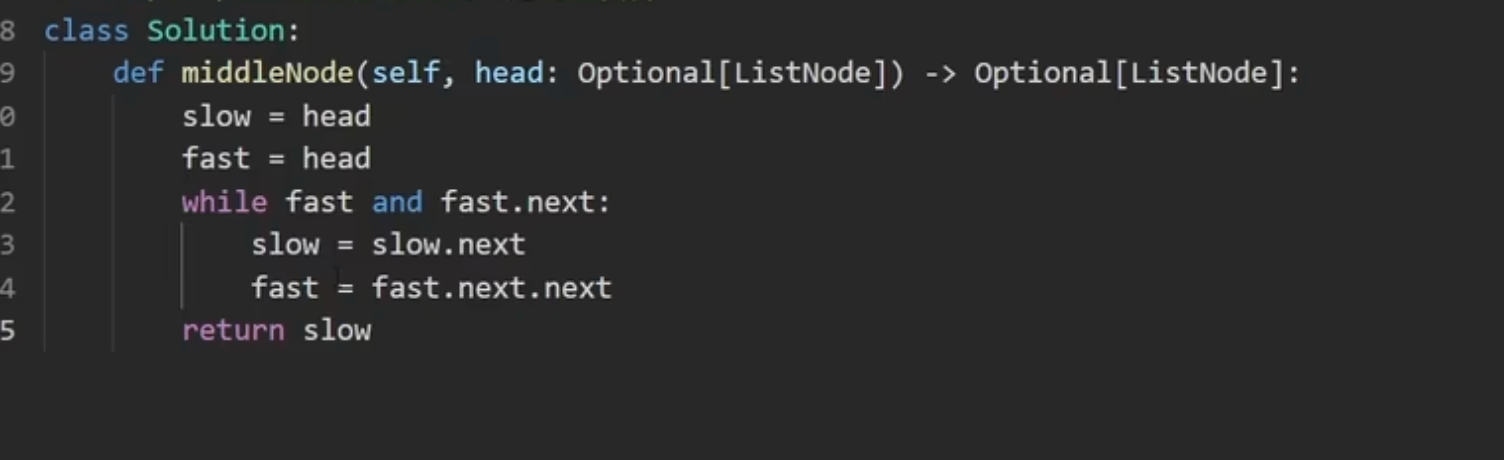 8 class Solution:
9 def middleNode(self, head: Optional[ListNode]) -> Optional[ListNode]:
0 slow = head
1 fast = head
2 while fast and fast.next:
3 slow = slow.next
4 fast = fast.next.next
5 return slow